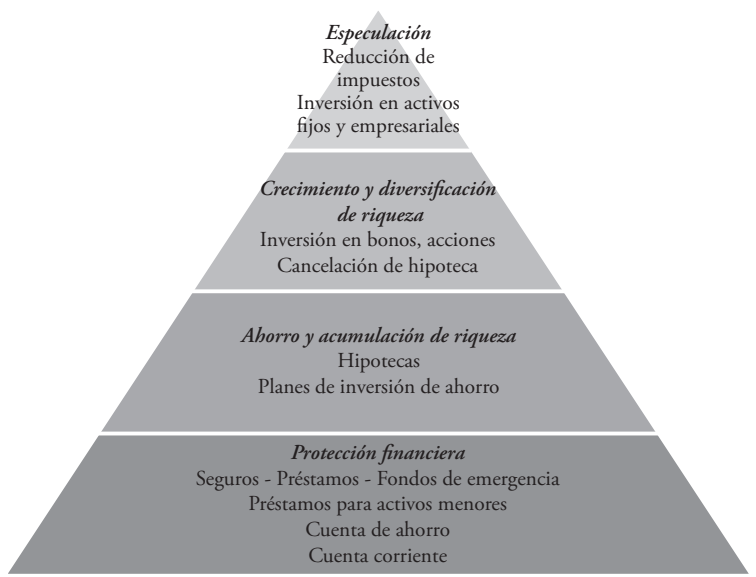 Especulación
Reducción de
impuestos
Inversión en activos
fijos y empresariales
Crecimiento y diversificación
de riqueza
Inversión en bonos, acciones
Cancelación de hipoteca
Ahorro y acumulación de riqueza
Hipotecas
Planes de inversión de ahorro
Protección financiera
Seguros - Préstamos - Fondos de emergencia
Préstamos para activos menores
Cuenta de ahorro
Cuenta corriente